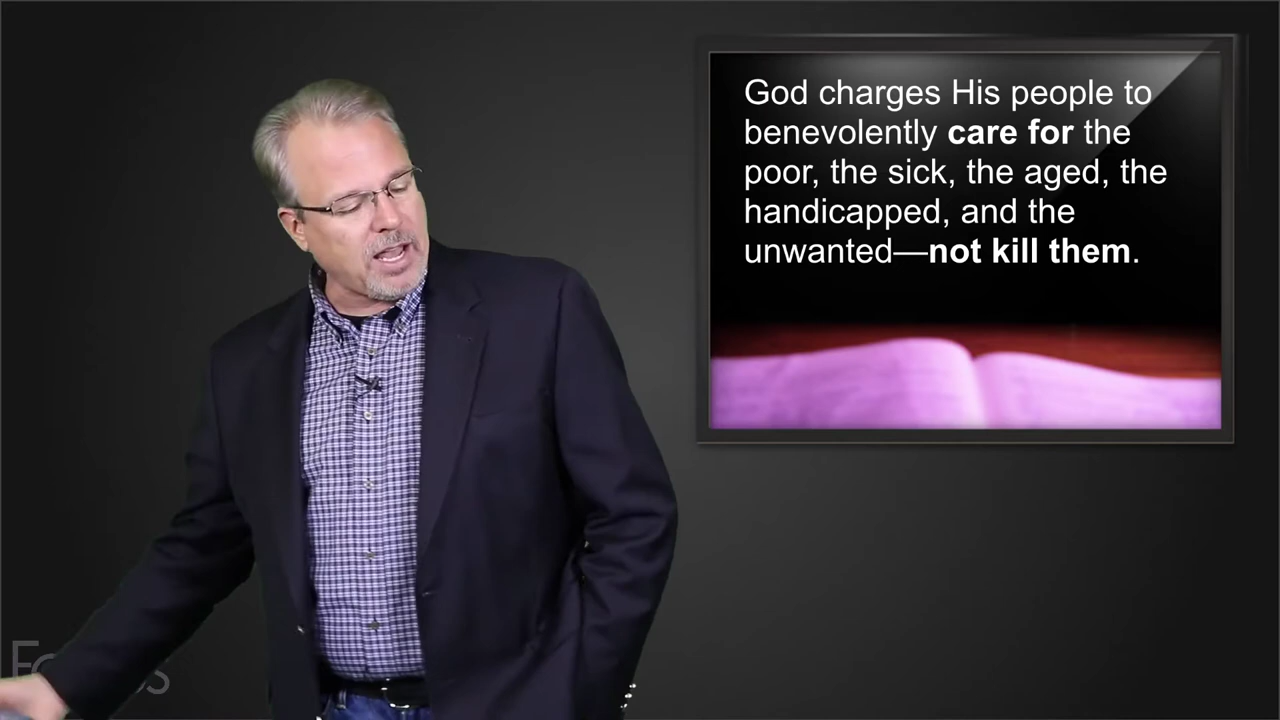 God charges His people to
benevolently care for the
poor, the sick, the aged, the
handicapped, and the
unwanted—not kill them.